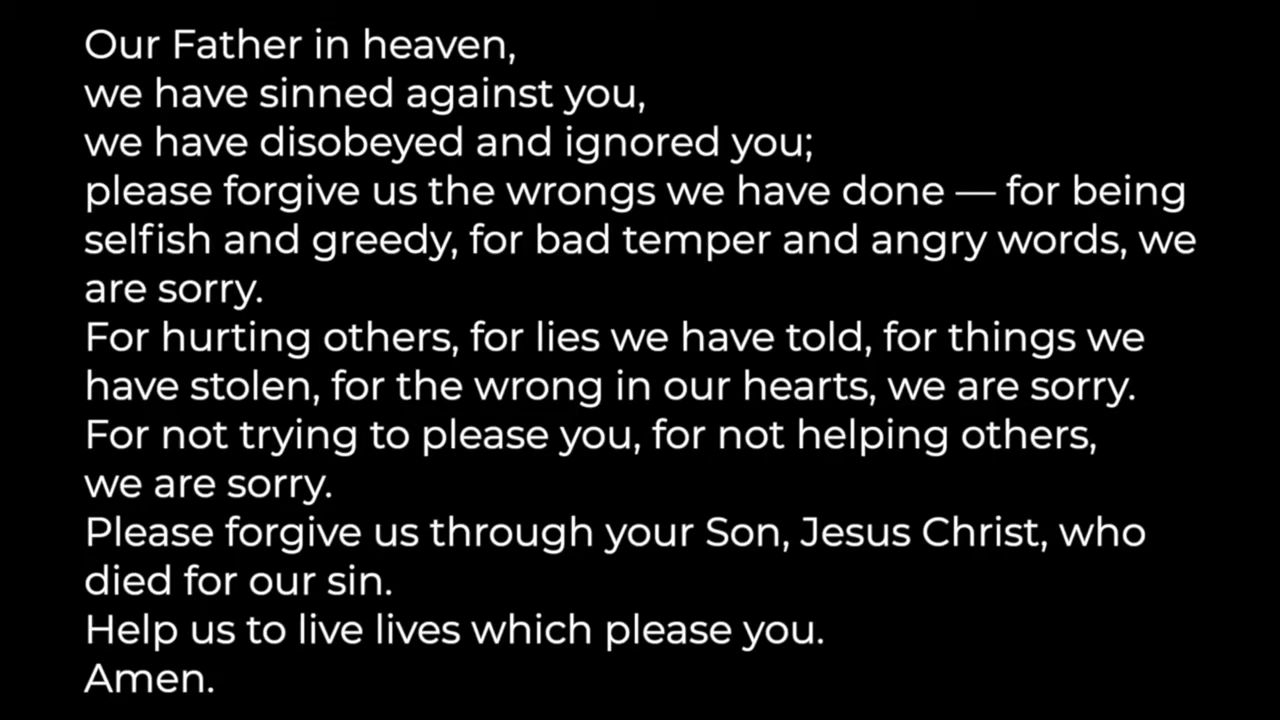 Our Father in heaven,
we have sinned against you,
we have disobeyed and ignored you;
please forgive us the wrongs we have done — for being
selfish and greedy, for bad temper and angry words, we
are sorry.
For hurting others, for lies we have told, for things we
have stolen, for the wrong in our hearts, we are sorry.
For not trying to please you, for not helping others,
we are sorry.
Please forgive us through your Son, Jesus Christ, who
died for our sin.
Help us to live lives which please you.
Amen.